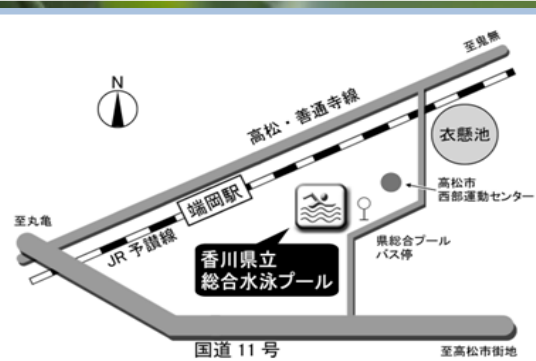 至鬼無
N
高松・善通寺線
衣懸池
端岡駅
高松市
西部運動センター
至丸亀
JR予讃線
県総合プール
バス停
香川県立
総合水泳プール
国道11号
至高松市街地